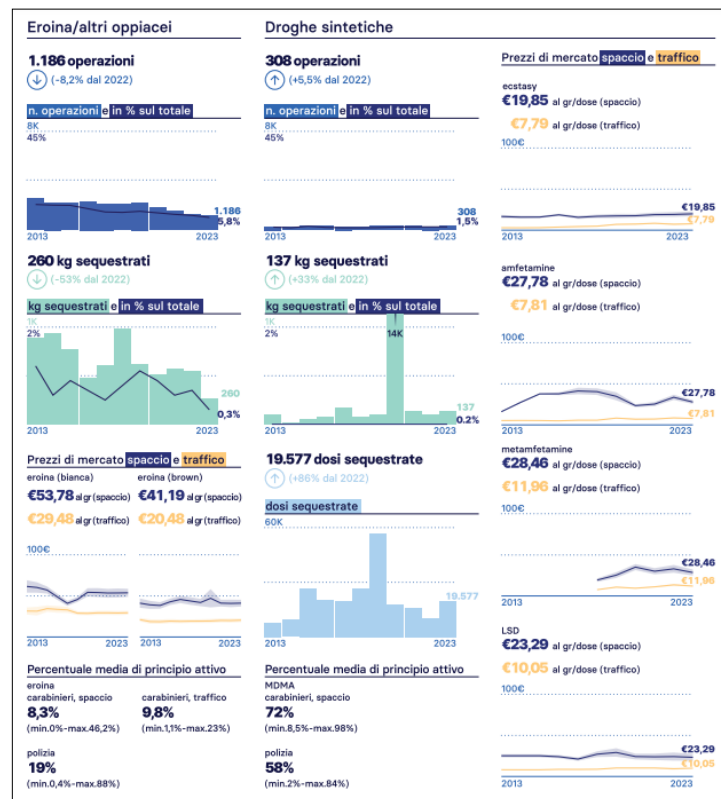 Eroina/altri oppiacei
1.186 operazioni
(-8,2% dal 2022)
n. operazioni e in % sul totale
8K
45%
1.186
5,8%
2013 2023
260 kg sequestrati
(-53% dal 2022)
kg sequestrati e in % sul totale
1K
2%
260
0,3%
2013 2023
Prezzi di mercato spaccio e traffico
eroina (bianca) eroina (brown)
€53,78 al gr (spaccio) €41,19 al gr (spaccio)
€29,48 al gr (traffico) €20,48 al gr (traffico)
100€
2013 2023 2013 2023
Percentuale media di principio attivo
eroina
carabinieri, spaccio carabinieri, traffico
8,3% 9,8%
(min.0%-max.46,2%) (min.1,1%-max.23%)
polizia
19%
(min.0,4%-max.88%)
Droghe sintetiche
308 operazioni
(+5,5% dal 2022)
n. operazioni e in % sul totale
8K
45%
308
1,5%
2013 2023
137 kg sequestrati
(+33% dal 2022)
kg sequestrati e in % sul totale
1K
2%
14K
137
0.2%
2013 2023
19.577 dosi sequestrate
(+86% dal 2022)
dosi sequestrate
60K
19.577
2013 2023
Percentuale media di principio attivo
MDMA
carabinieri, spaccio
72%
(min.8,5%-max.98%)
polizia
58%
(min.2%-max.84%)
Prezzi di mercato spaccio e traffico
ecstasy
€19,85 al gr/dose (spaccio)
€7,79 al gr/dose (traffico)
100€
€19,85
€7,79
2013 2023
amfetamine
€27,78 al gr/dose (spaccio)
€7,81 al gr/dose (traffico)
100€
€27,78
€7,81
2013 2023
metamfetamine
€28,46 al gr/dose (spaccio)
€11,96 al gr/dose (traffico)
100€
€28,46
€11,96
2013 2023
LSD
€23,29 al gr/dose (spaccio)
€10,05 al gr/dose (traffico)
100€
€23,29
€10,05
2013 2023